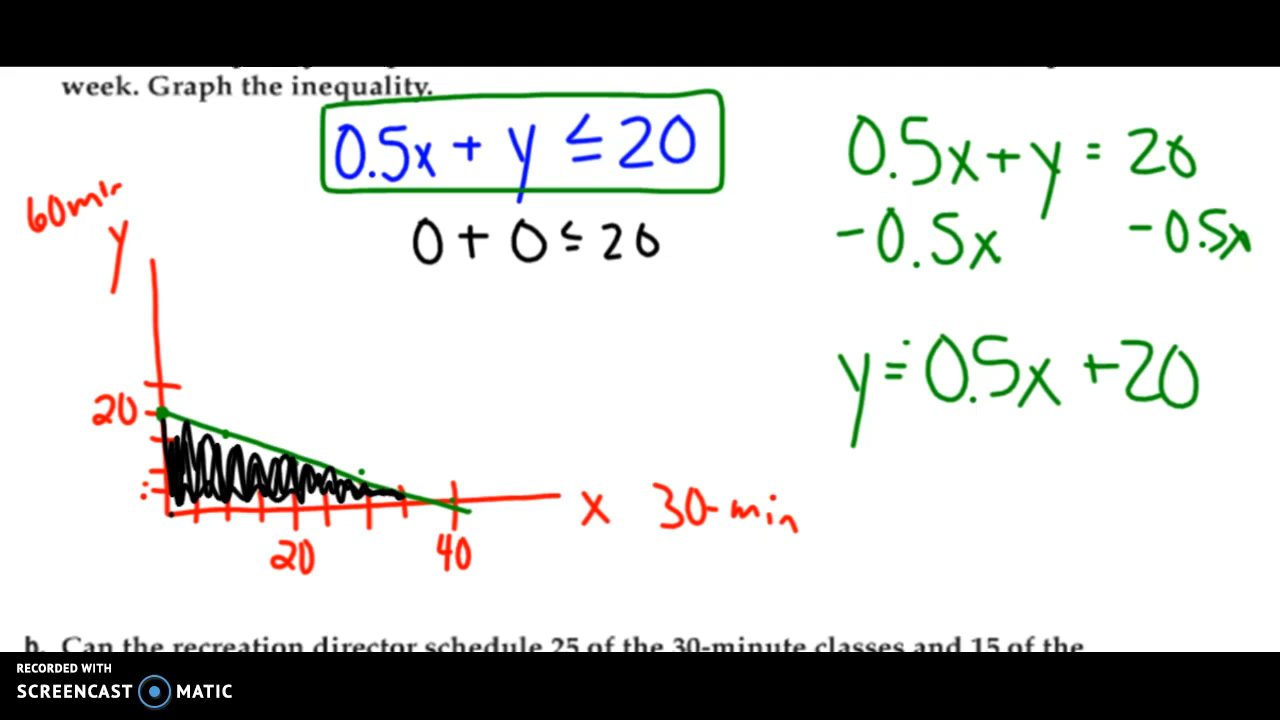 week. Graph the inequality.
0.5x + y ≤ 20
0 + 0 ≤ 20
0.5x + y = 20
-0.5x -0.5x
y = 0.5x + 20
60min
y
20
20
40
x 30-min
b. Can the recreation director schedule 25 of the 30-minute classes and 15 of the
RECORDED WITH
SCREENCAST MATIC